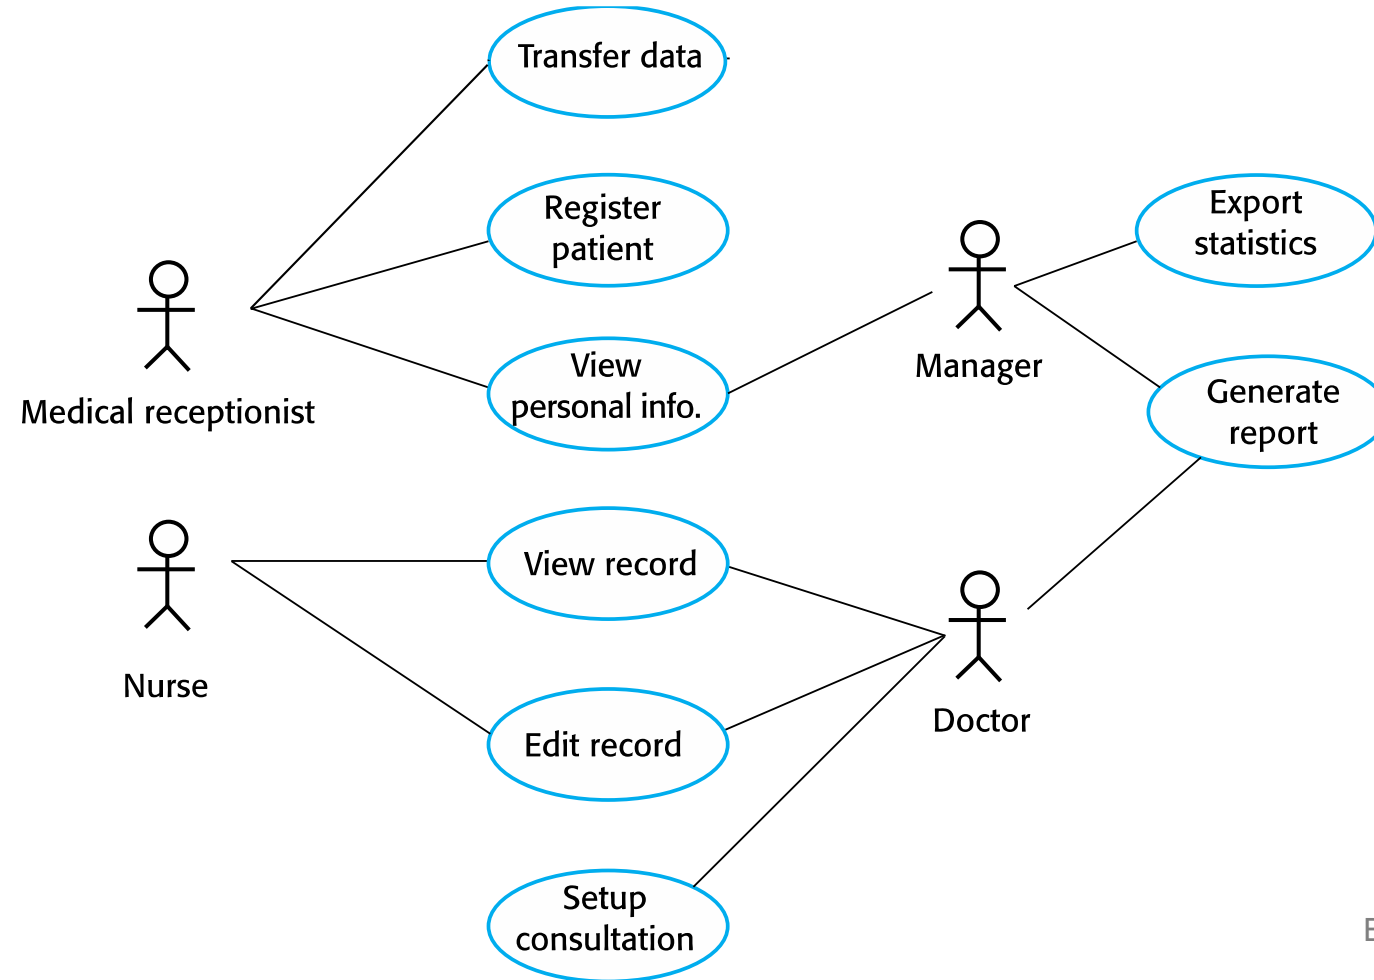 Transfer data
Register
patient
Export
statistics
View
personal info.
Manager
Medical receptionist
Generate
report
View record
Nurse
Doctor
Edit record
Setup
consultation